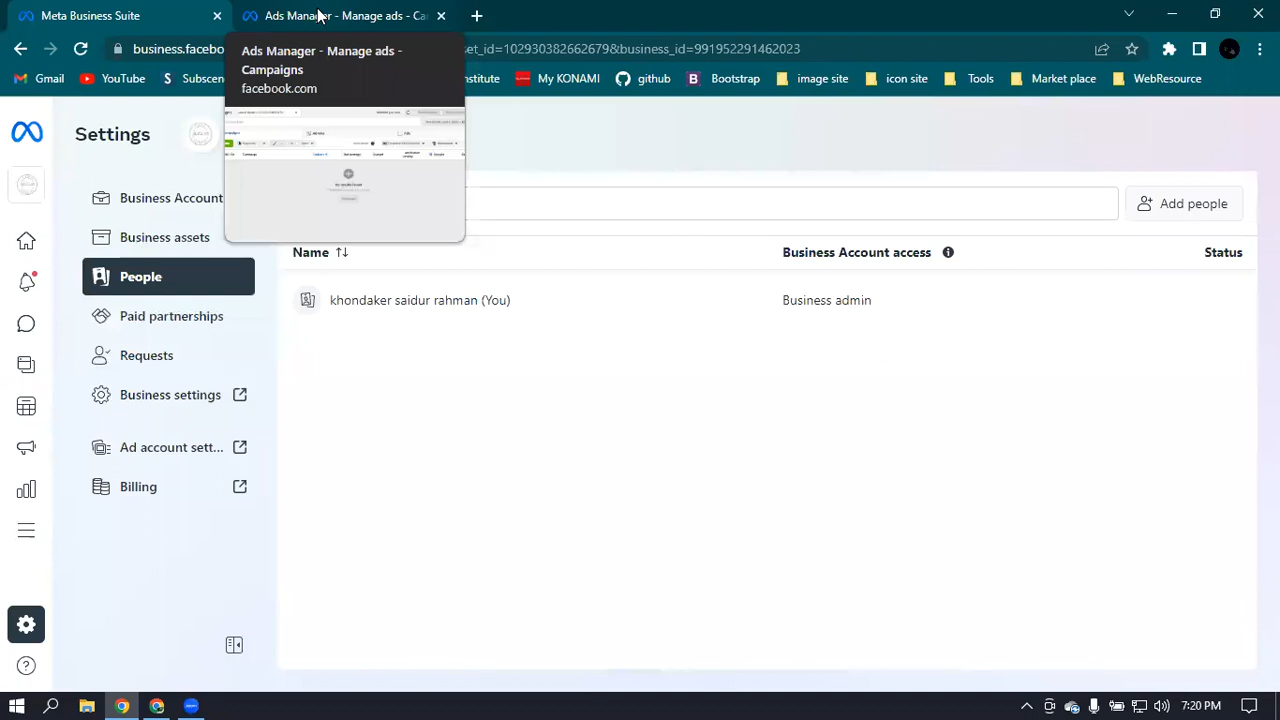 Meta Business Suite
Ads Manager - Manage ads - Ca
business.facebo
set_id=102930382662679&business_id=991952291462023
Ads Manager - Manage ads -
Campaigns
facebook.com
Gmail
YouTube
Subscen
nstitute
My KONAMI
github
Bootstrap
image site
icon site
Tools
Market place
WebResource
Settings
Business Account
Add people
Business assets
Name
Business Account access
Status
People
khondaker saidur rahman (You)
Business admin
Paid partnerships
Requests
Business settings
Ad account sett...
Billing
7:20 PM